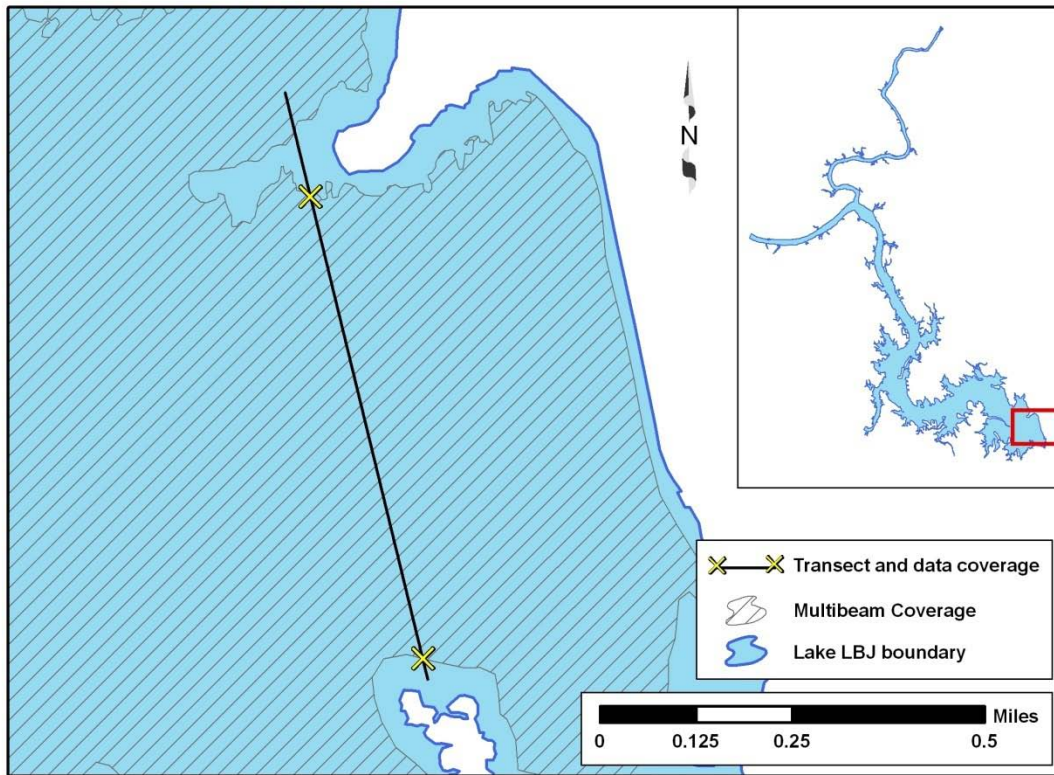 N
Transect and data coverage
Multibeam Coverage
Lake LBJ boundary
Miles
0 0.125 0.25 0.5